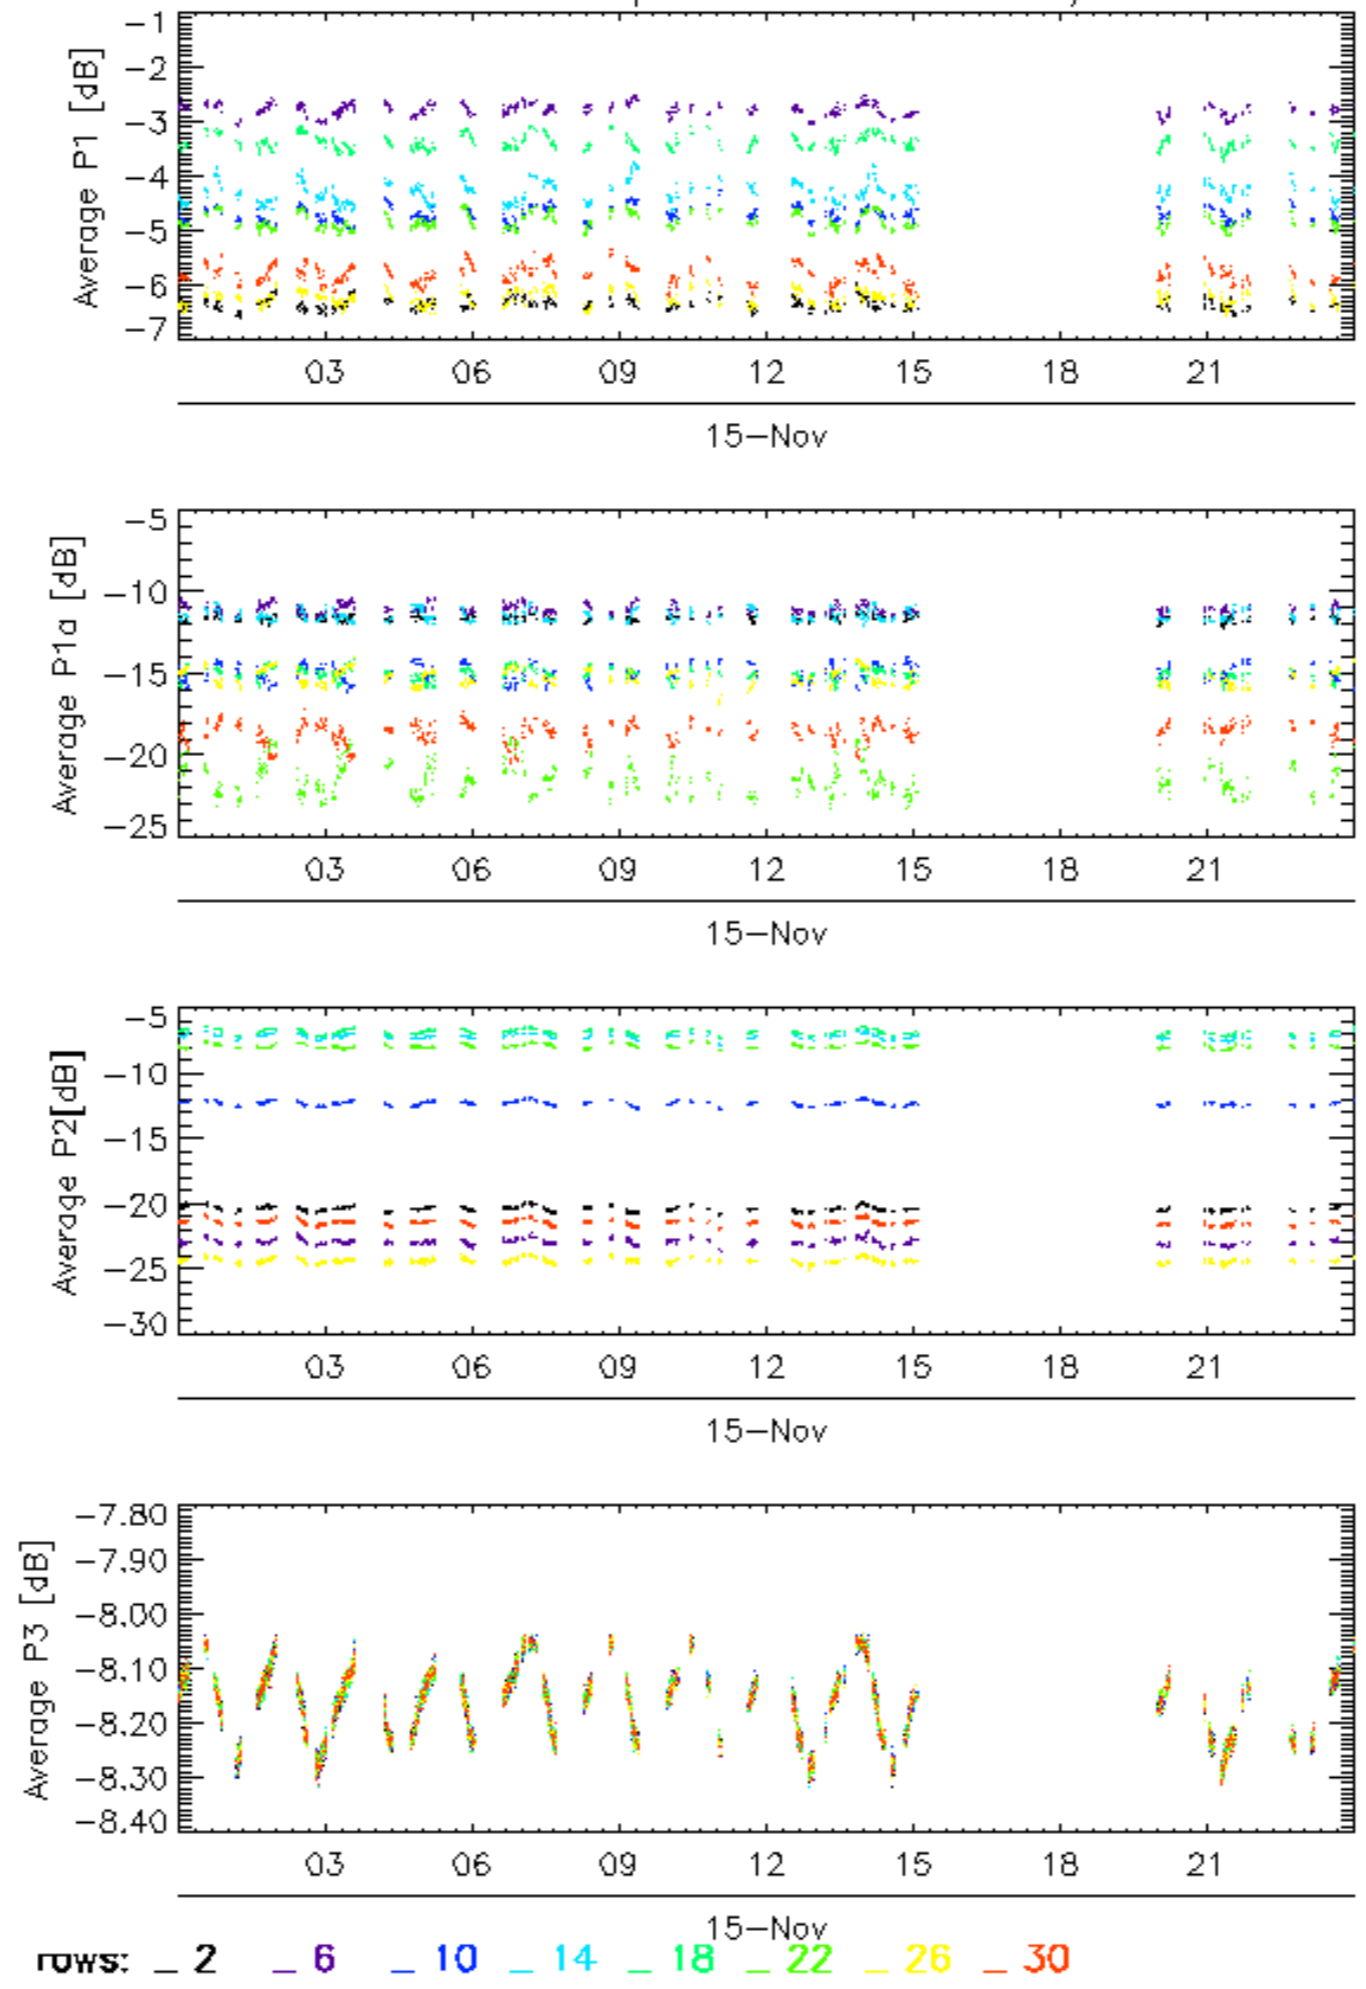 Average P1 [dB]
-1
-2
-3
-4
-5
-6
-7
03 06 09 12 15 18 21
15-Nov
Average P1a [dB]
-5
-10
-15
-20
-25
03 06 09 12 15 18 21
15-Nov
Average P2[dB]
-5
-10
-15
-20
-25
-30
03 06 09 12 15 18 21
15-Nov
Average P3 [dB]
-7.80
-7.90
-8.00
-8.10
-8.20
-8.30
-8.40
03 06 09 12 15 18 21
15-Nov
rows: _ 2 _ 6 _ 10 _ 14 _ 18 _ 22 _ 26 _ 30